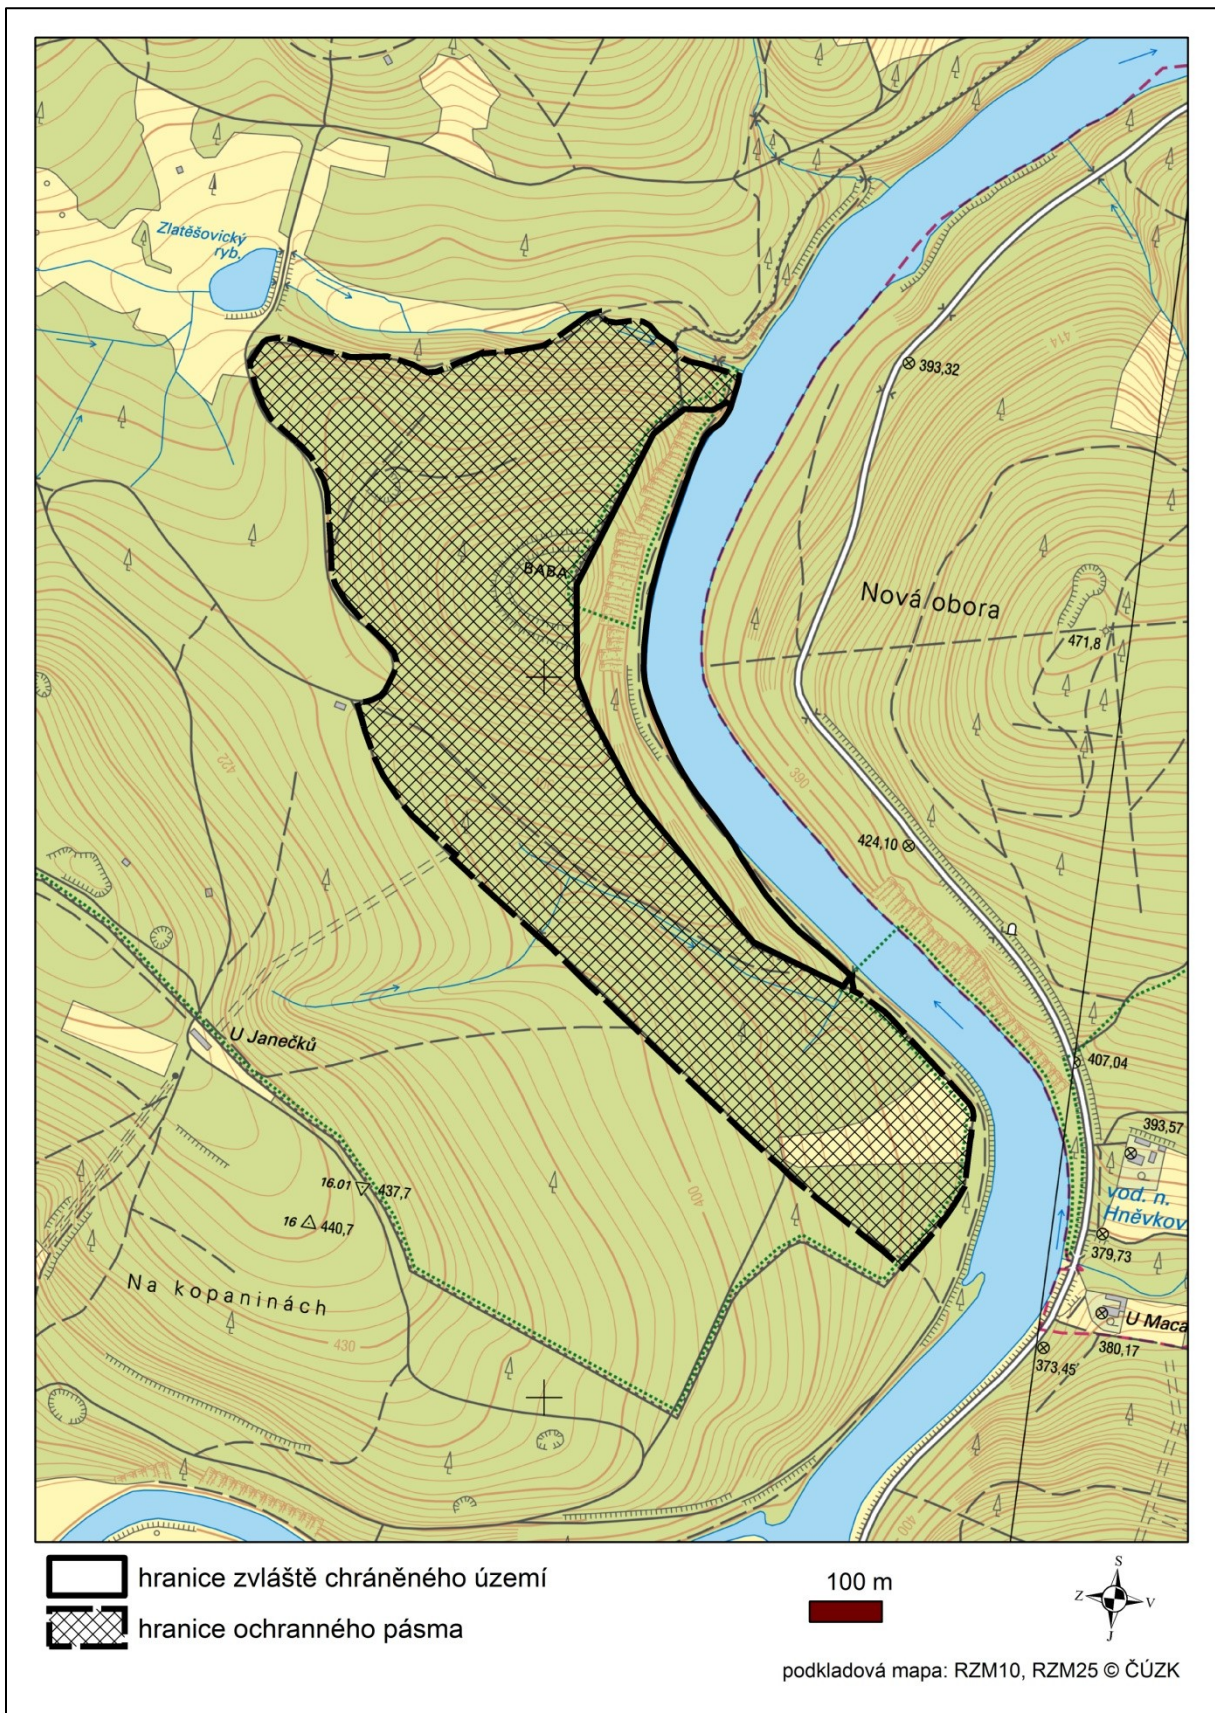 Zlatěšovický
ryb.
393,32
414
BABA
Nová obora
471,8
422
390
424,10
U Janečků
407,04
393,57
16.01 437,7
16 440,7
400
vod. n.
Hněvkov
379,73
Na kopaninách
430
U Maca
380,17
373,45
400
hranice zvláště chráněného území
hranice ochranného pásma
100 m
S
Z V
J
podkladová mapa: RZM10, RZM25 © ČÚZK